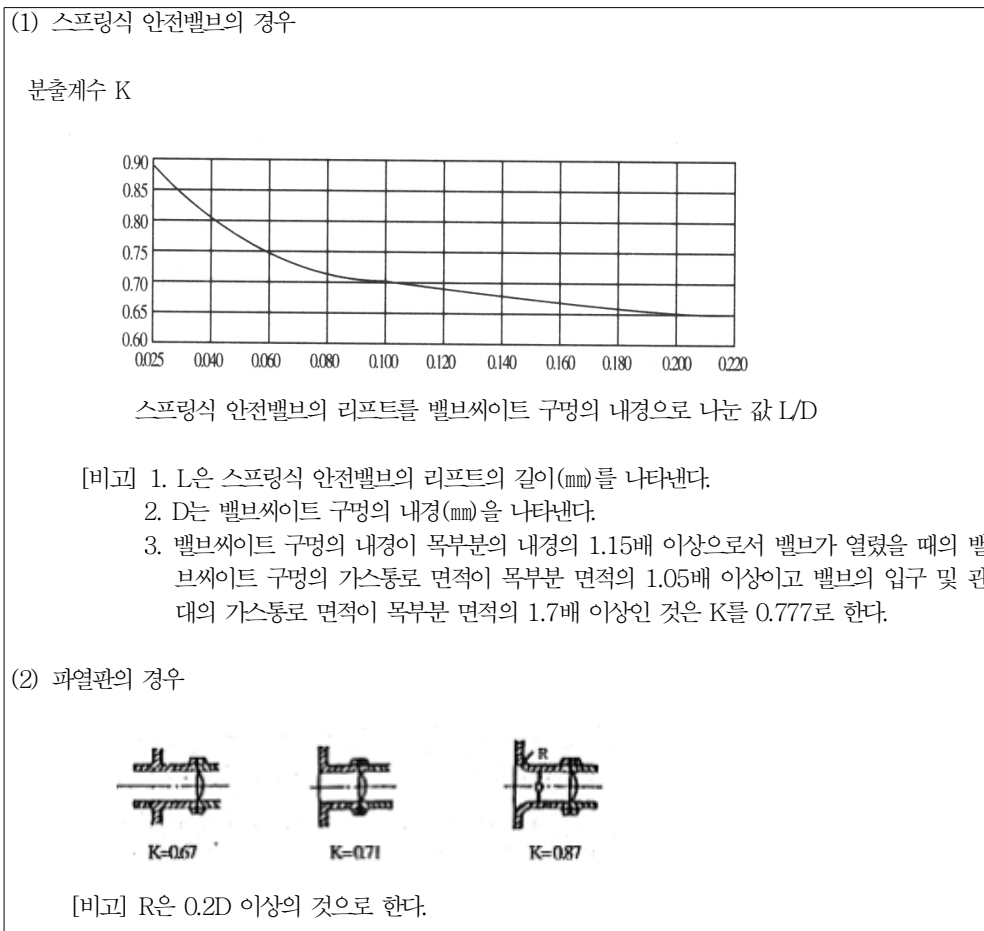 (1) 스프링식 안전밸브의 경우
분출계수 K
0.90
0.85
0.80
0.75
0.70
0.65
0.60
0.025 0.040 0.060 0.080 0.100 0.120 0.140 0.160 0.180 0.200 0.220
스프링식 안전밸브의 리프트를 밸브씨이트 구멍의 내경으로 나눈 값 L/D
[비고] 1. L은 스프링식 안전밸브의 리프트의 길이(㎜)를 나타낸다.
2. D는 밸브씨이트 구멍의 내경(㎜)을 나타낸다.
3. 밸브씨이트 구멍의 내경이 목부분의 내경의 1.15배 이상으로서 밸브가 열렸을 때의 밸
브씨이트 구멍의 가스통로 면적이 목부분 면적의 1.05배 이상이고 밸브의 입구 및 관
대의 가스통로 면적이 목부분 면적의 1.7배 이상인 것은 K를 0.777로 한다.
(2) 파열판의 경우
R
D
K=0.67 K=0.71 K=0.87
[비고] R은 0.2D 이상의 것으로 한다.